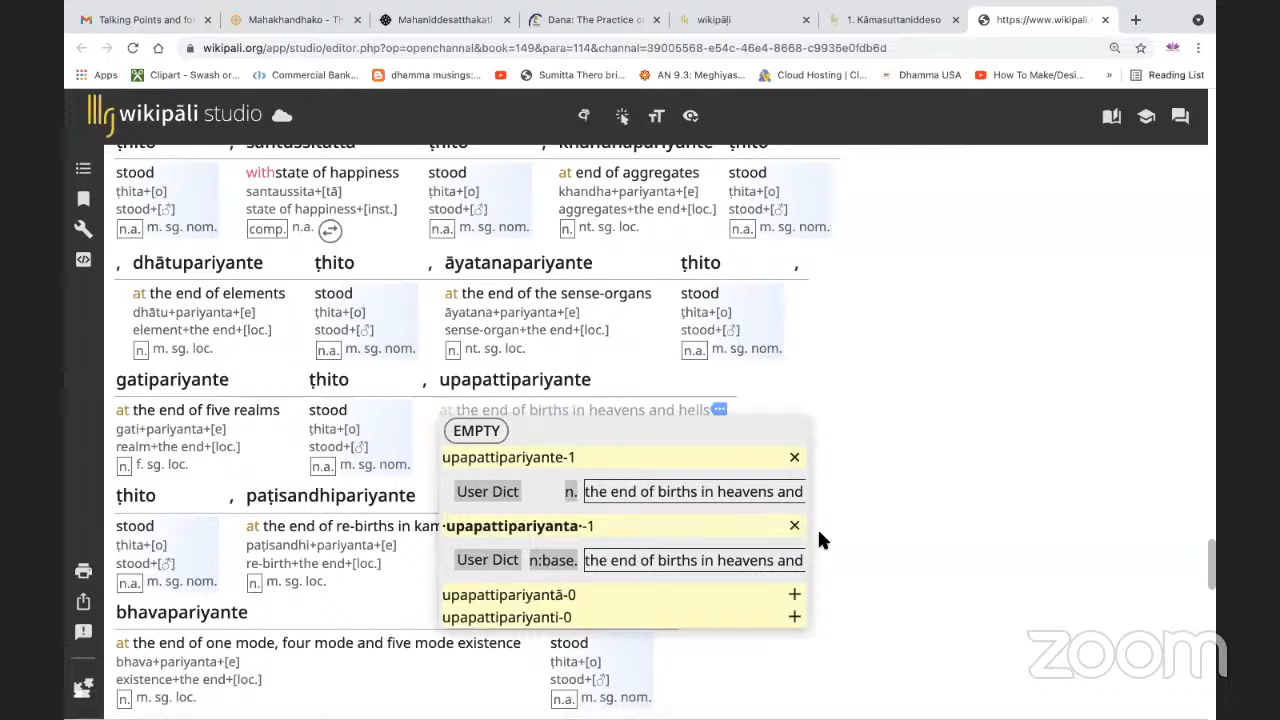 Talking Points and fo
Mahakhandhako - Th
Mahaniddesatthakat
Dana: The Practice o
wikipāḷi
1. Kāmasuttaniddeso
https://www.wikipali.
wikipali.org/app/studio/editor.php?op=openchannal&book=149&para=114&channel=39005568-e54c-46e4-8668-c9935e0fdb6d
Apps Clipart - Swash or... Commercial Bank... dhamma musings:... Sumitta Thero bri... AN 9.3: Meghiyas... Cloud Hosting | Cl... Dhamma USA How To Make/Desi... » Reading List
wikipāḷi studio
ṭhito , santussitattā ṭhito , khandhapariyante ṭhito
stood withstate of happiness stood at end of aggregates stood
ṭhita+[o] santaussita+[tā] ṭhita+[o] khandha+pariyanta+[e] ṭhita+[o]
stood+[♂] state of happiness+[inst.] stood+[♂] aggregates+the end+[loc.] stood+[♂]
n.a. m. sg. nom. comp. n.a. n.a. m. sg. nom. n. nt. sg. loc. n.a. m. sg. nom.
, dhātupariyante ṭhito , āyatanapariyante ṭhito ,
at the end of elements stood at the end of the sense-organs stood
dhātu+pariyanta+[e] ṭhita+[o] āyatana+pariyanta+[e] ṭhita+[o]
element+the end+[loc.] stood+[♂] sense-organ+the end+[loc.] stood+[♂]
n. m. sg. loc. n.a. m. sg. nom. n. nt. sg. loc. n.a. m. sg. nom.
gatipariyante ṭhito , upapattipariyante
at the end of five realms stood at the end of births in heavens and hells
gati+pariyanta+[e] ṭhita+[o]
realm+the end+[loc.] stood+[♂]
n. f. sg. loc. n.a. m. sg. nom.
EMPTY
upapattipariyante-1 ×
User Dict n. the end of births in heavens and
·upapattipariyanta·-1 ×
User Dict n:base. the end of births in heavens and
upapattipariyantā-0 +
upapattipariyanti-0 +
ṭhito , paṭisandhipariyante
stood at the end of re-births in kam
ṭhita+[o] paṭisandhi+pariyanta+[e]
stood+[♂] re-birth+the end+[loc.]
n.a. m. sg. nom. n. m. sg. loc.
bhavapariyante
at the end of one mode, four mode and five mode existence stood
bhava+pariyanta+[e] ṭhita+[o]
existence+the end+[loc.] stood+[♂]
n. m. sg. loc. n.a. m. sg. nom.
zoom